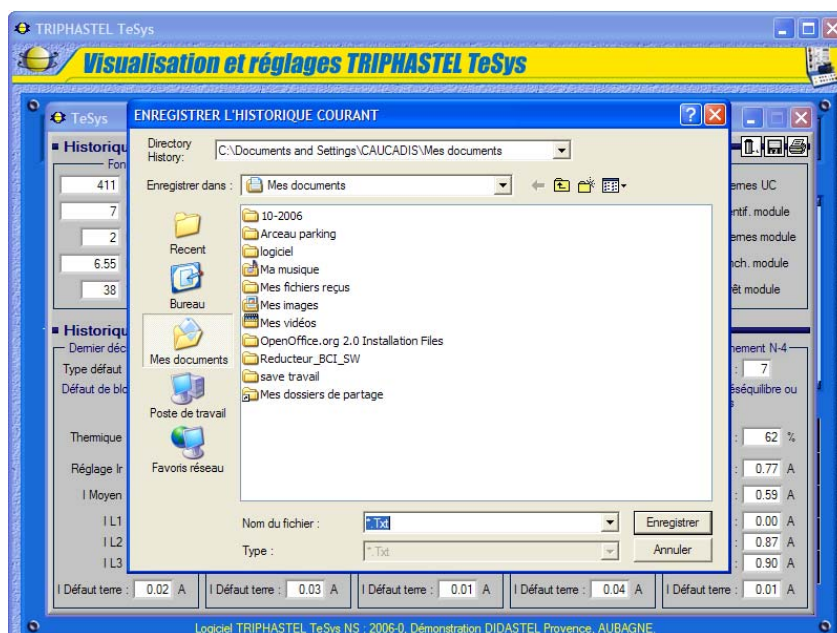 TRIPHASTEL TeSys
Visualisation et réglages TRIPHASTEL TeSys
TeSys
ENREGISTRER L'HISTORIQUE COURANT
Directory History: C:\Documents and Settings\CAUCADIS\Mes documents
Enregistrer dans : Mes documents
Recent
Bureau
Mes documents
Poste de travail
Favoris réseau
10-2006
Arceau parking
logiciel
Ma musique
Mes fichiers reçus
Mes images
Mes vidéos
OpenOffice.org 2.0 Installation Files
Reducteur_BCI_SW
save travail
Mes dossiers de partage
Nom du fichier : *.Txt Enregistrer
Type : *.Txt Annuler
Historiqu
Fon
411 ernes UC
7 entif. module
2 ernes module
6.55 nch. module
38 rêt module
Historiqu
Dernier déc nement N-4
Type défaut : 7
Défaut de blo éséquilibre ou
Thermique : 62 %
Réglage Ir : 0.77 A
I Moyen : 0.59 A
I L1 : 0.00 A
I L2 : 0.87 A
I L3 : 0.90 A
I Défaut terre : 0.02 A I Défaut terre : 0.03 A I Défaut terre : 0.01 A I Défaut terre : 0.04 A I Défaut terre : 0.01 A
Logiciel TRIPHASTEL TeSys NS : 2006-0, Démonstration DIDASTEL Provence, AUBAGNE.